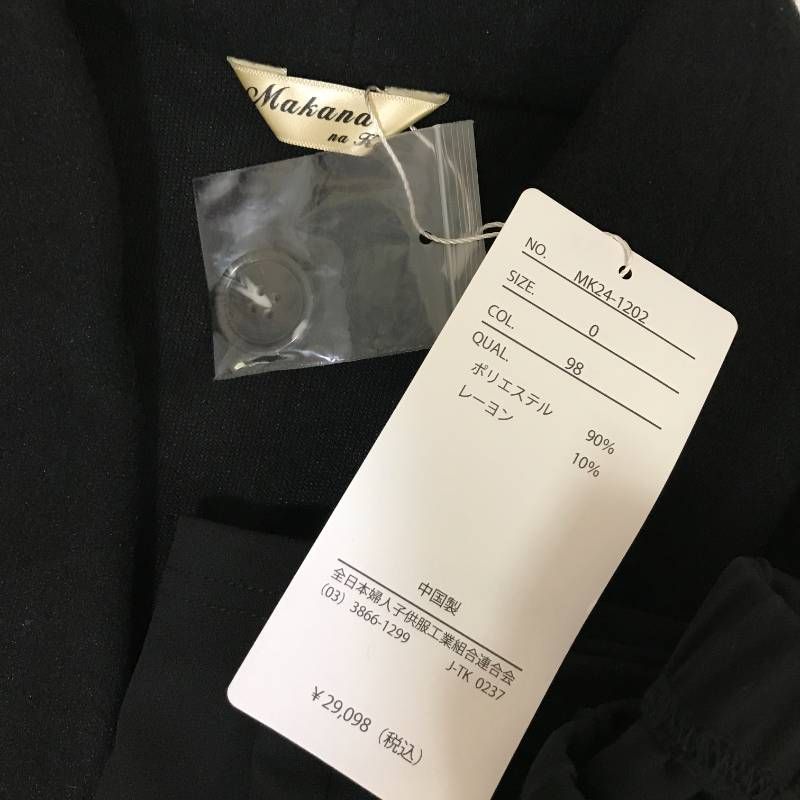 Makana
na K
NO. MK24-1202
SIZE. 0
COL. 98
QUAL.
ポリエステル 90%
レーヨン 10%
中国製
全日本婦人子供服工業組合連合会
(03) 3866-1299
J-TK 0237
¥29,098 (税込)